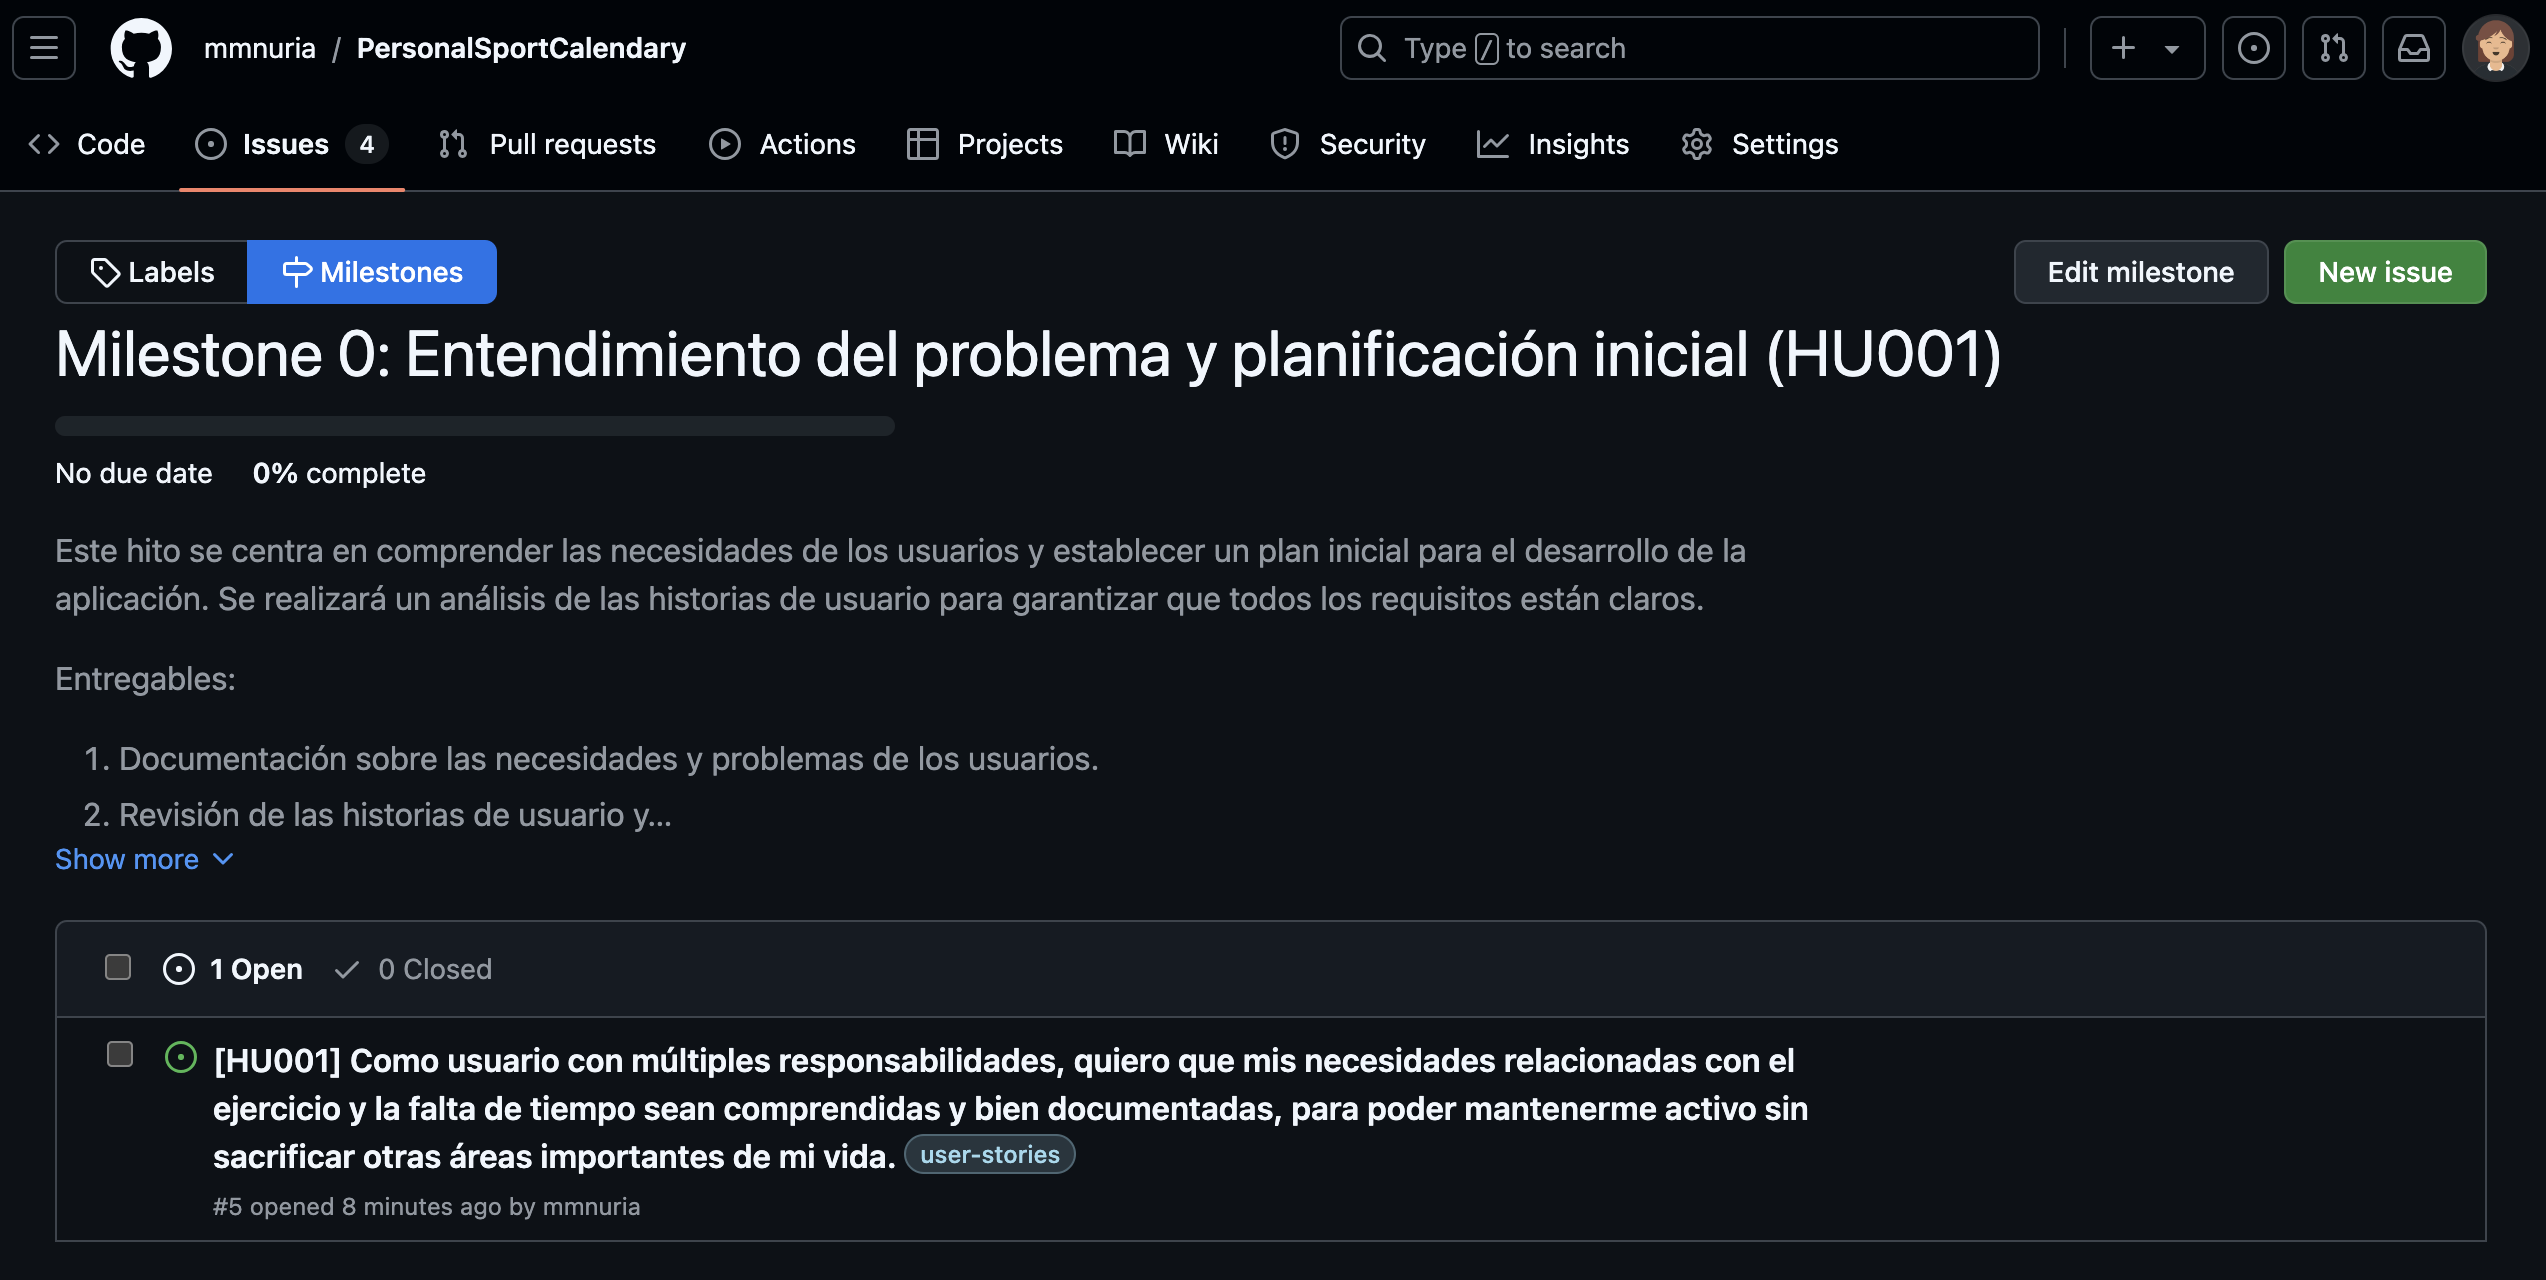 mmnuria / PersonalSportCalendary
Type / to search
Code
Issues 4
Pull requests
Actions
Projects
Wiki
Security
Insights
Settings
Labels
Milestones
Edit milestone
New issue
Milestone 0: Entendimiento del problema y planificación inicial (HU001)
No due date 0% complete
Este hito se centra en comprender las necesidades de los usuarios y establecer un plan inicial para el desarrollo de la
aplicación. Se realizará un análisis de las historias de usuario para garantizar que todos los requisitos están claros.
Entregables:
1. Documentación sobre las necesidades y problemas de los usuarios.
2. Revisión de las historias de usuario y...
Show more
1 Open 0 Closed
[HU001] Como usuario con múltiples responsabilidades, quiero que mis necesidades relacionadas con el
ejercicio y la falta de tiempo sean comprendidas y bien documentadas, para poder mantenerme activo sin
sacrificar otras áreas importantes de mi vida. user-stories
#5 opened 8 minutes ago by mmnuria